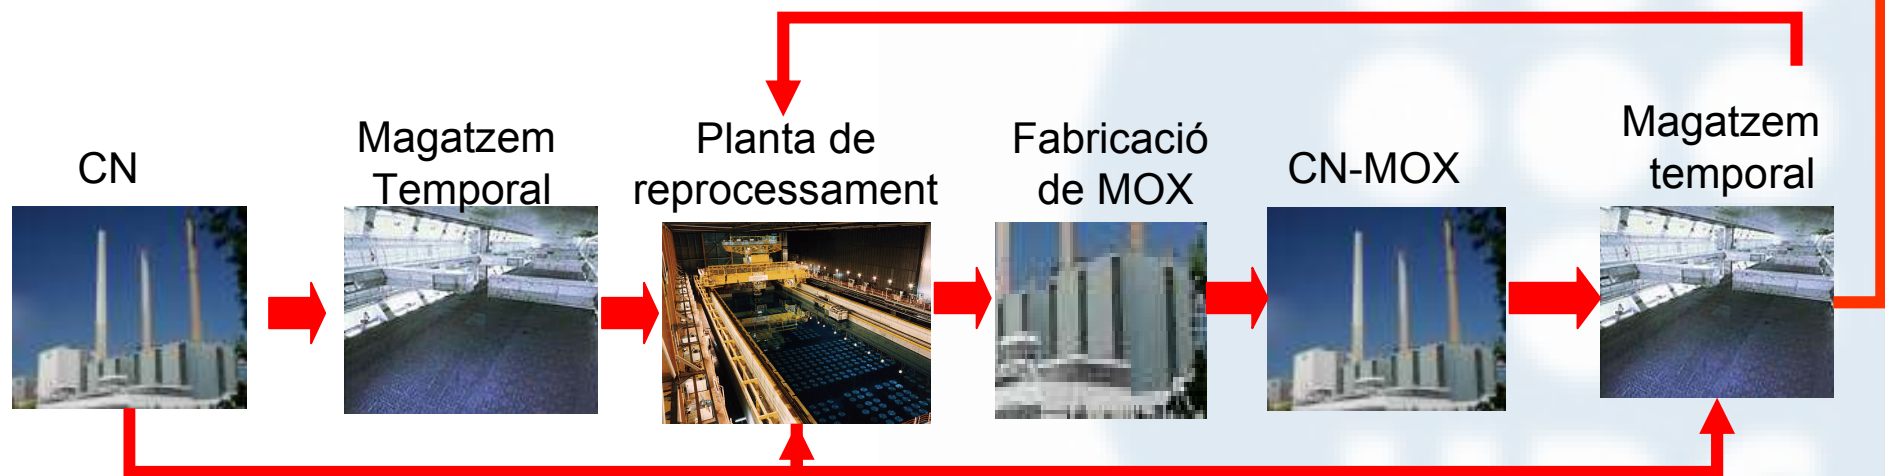 CN
Magatzem
Temporal
Planta de
reprocessament
Fabricació
de MOX
CN-MOX
Magatzem
temporal